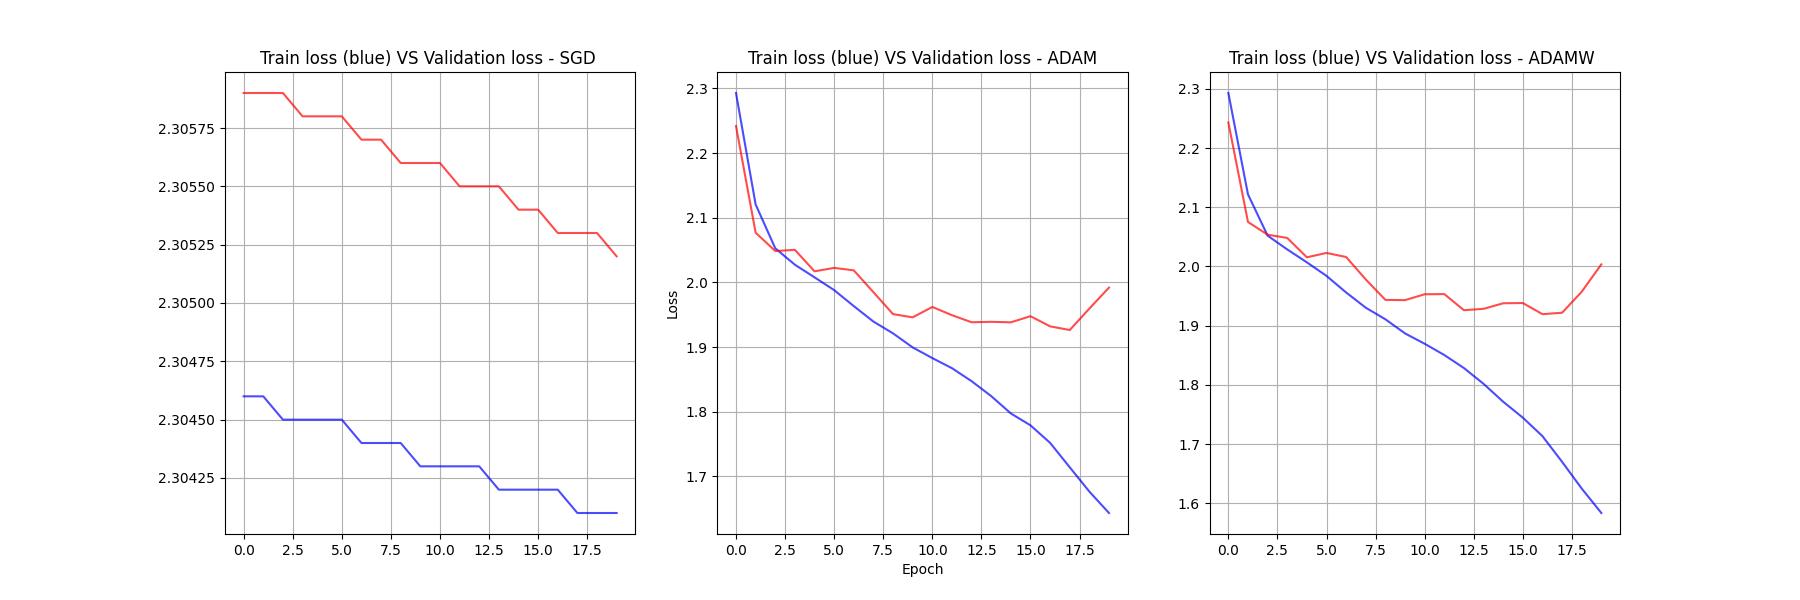 Train loss (blue) VS Validation loss - SGD
2.30575
2.30550
2.30525
2.30500
2.30475
2.30450
2.30425
0.0 2.5 5.0 7.5 10.0 12.5 15.0 17.5
Train loss (blue) VS Validation loss - ADAM
Loss
2.3
2.2
2.1
2.0
1.9
1.8
1.7
0.0 2.5 5.0 7.5 10.0 12.5 15.0 17.5
Epoch
Train loss (blue) VS Validation loss - ADAMW
2.3
2.2
2.1
2.0
1.9
1.8
1.7
1.6
0.0 2.5 5.0 7.5 10.0 12.5 15.0 17.5